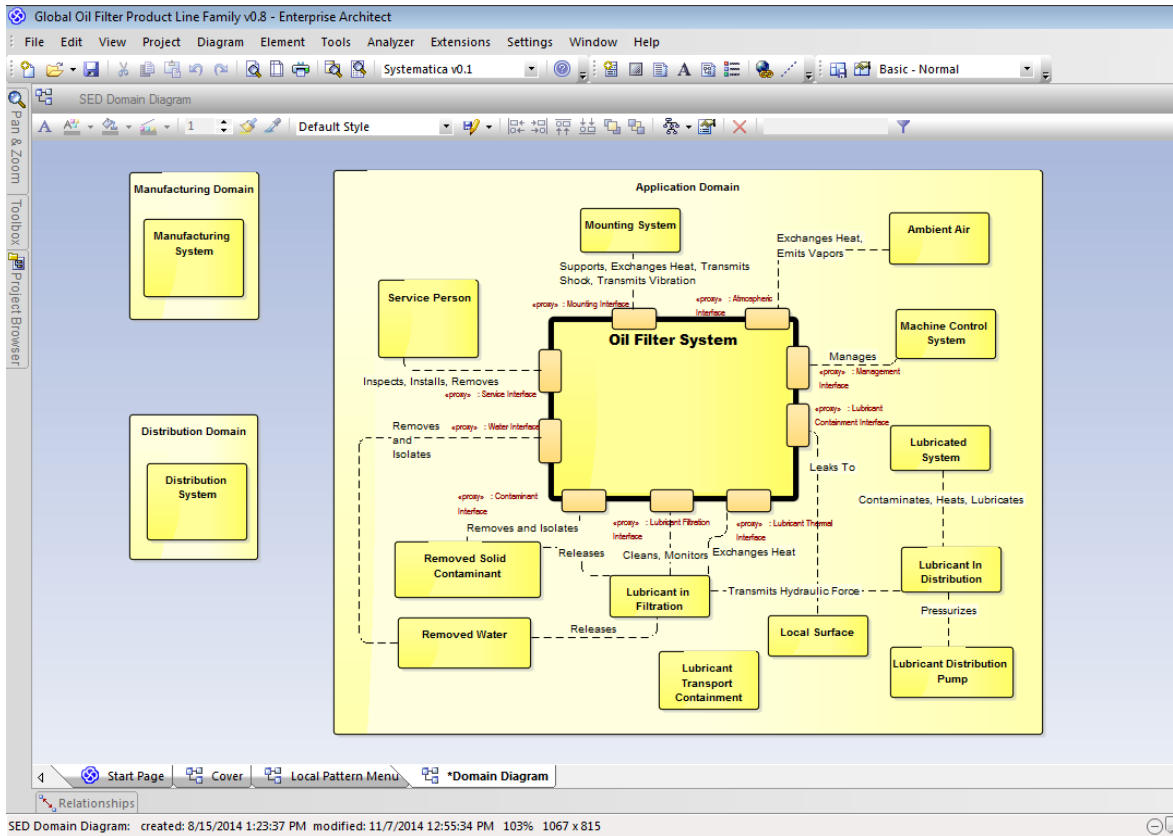 Global Oil Filter Product Line Family v0.8 - Enterprise Architect
File Edit View Project Diagram Element Tools Analyzer Extensions Settings Window Help
Systematica v0.1
Basic - Normal
SED Domain Diagram
A
1
Default Style
Pan & Zoom
Toolbox
Project Browser
Manufacturing Domain
Manufacturing
System
Distribution Domain
Distribution
System
Application Domain
Mounting System
Supports, Exchanges Heat, Transmits
Shock, Transmits Vibration
«proxy» : Mounting Interface
Ambient Air
Exchanges Heat,
Emits Vapors
«proxy» : Atmospheric
Interface
Service Person
Inspects, Installs, Removes
«proxy» : Service Interface
Oil Filter System
Machine Control
System
Manages
«proxy» : Management
Interface
«proxy» : Lubricant
Containment Interface
Removes
and
Isolates
«proxy» : Water Interface
Leaks To
Lubricated
System
Contaminates, Heats, Lubricates
«proxy» : Contaminant
Interface
Removes and Isolates
«proxy» : Lubricant Filtration
Interface
«proxy» : Lubricant Thermal
Interface
Removed Solid
Contaminant
Releases
Cleans, Monitors
Exchanges Heat
Lubricant In
Distribution
Lubricant in
Filtration
Transmits Hydraulic Force
Pressurizes
Removed Water
Releases
Local Surface
Lubricant
Transport
Containment
Lubricant Distribution
Pump
Start Page
Cover
Local Pattern Menu
*Domain Diagram
Relationships
SED Domain Diagram: created: 8/15/2014 1:23:37 PM modified: 11/7/2014 12:55:34 PM 103% 1067 x 815